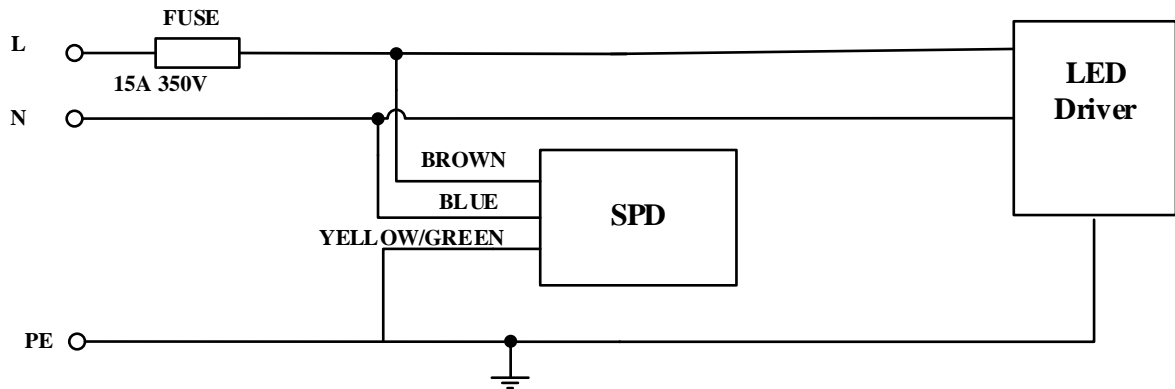 FUSE
L
15A 350V
N
LED
Driver
BROWN
BLUE
SPD
YELLOW/GREEN
PE